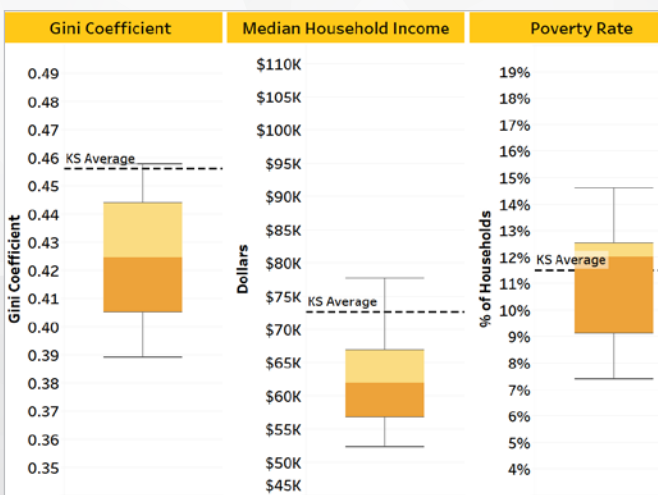 Gini Coefficient
Median Household Income
Poverty Rate
Gini Coefficient
0.49
0.48
0.47
0.46
0.45
0.44
0.43
0.42
0.41
0.40
0.39
0.38
0.37
0.36
0.35
KS Average
Dollars
$110K
$105K
$100K
$95K
$90K
$85K
$80K
$75K
$70K
$65K
$60K
$55K
$50K
$45K
KS Average
% of Households
19%
18%
17%
16%
15%
14%
13%
12%
11%
10%
9%
8%
7%
6%
5%
4%
KS Average